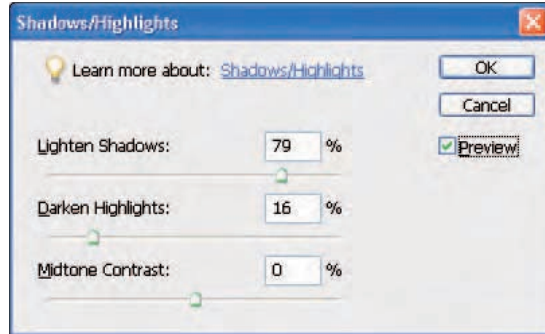 Shadows/Highlights
Learn more about: Shadows/Highlights
OK
Cancel
Preview
Lighten Shadows: 79 %
Darken Highlights: 16 %
Midtone Contrast: 0 %